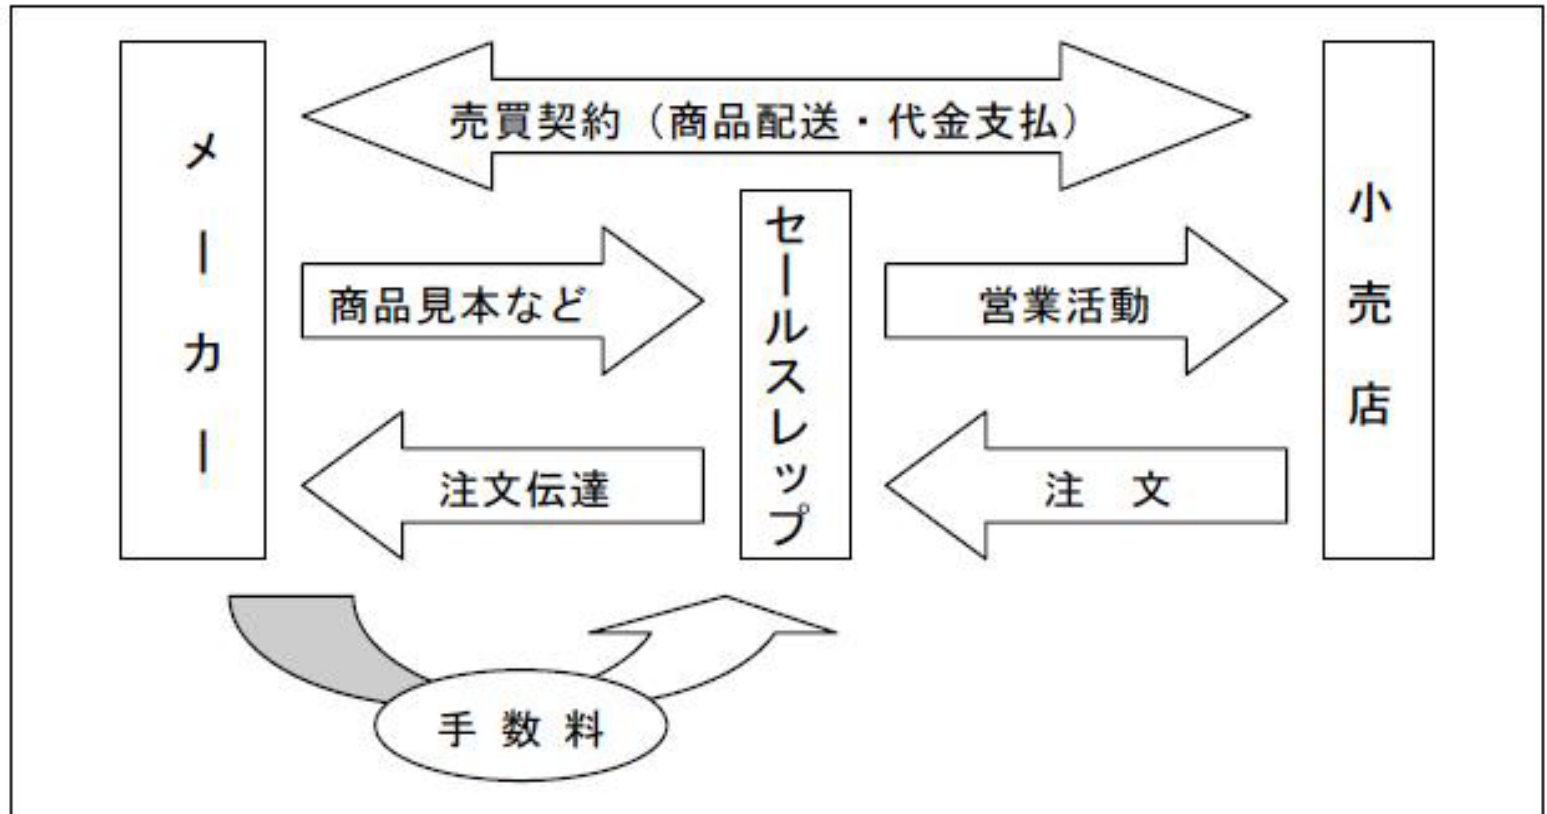 売買契約（商品配送・代金支払）
メーカー
セールスレップ
小売店
商品見本など
営業活動
注文伝達
注　文
手 数 料